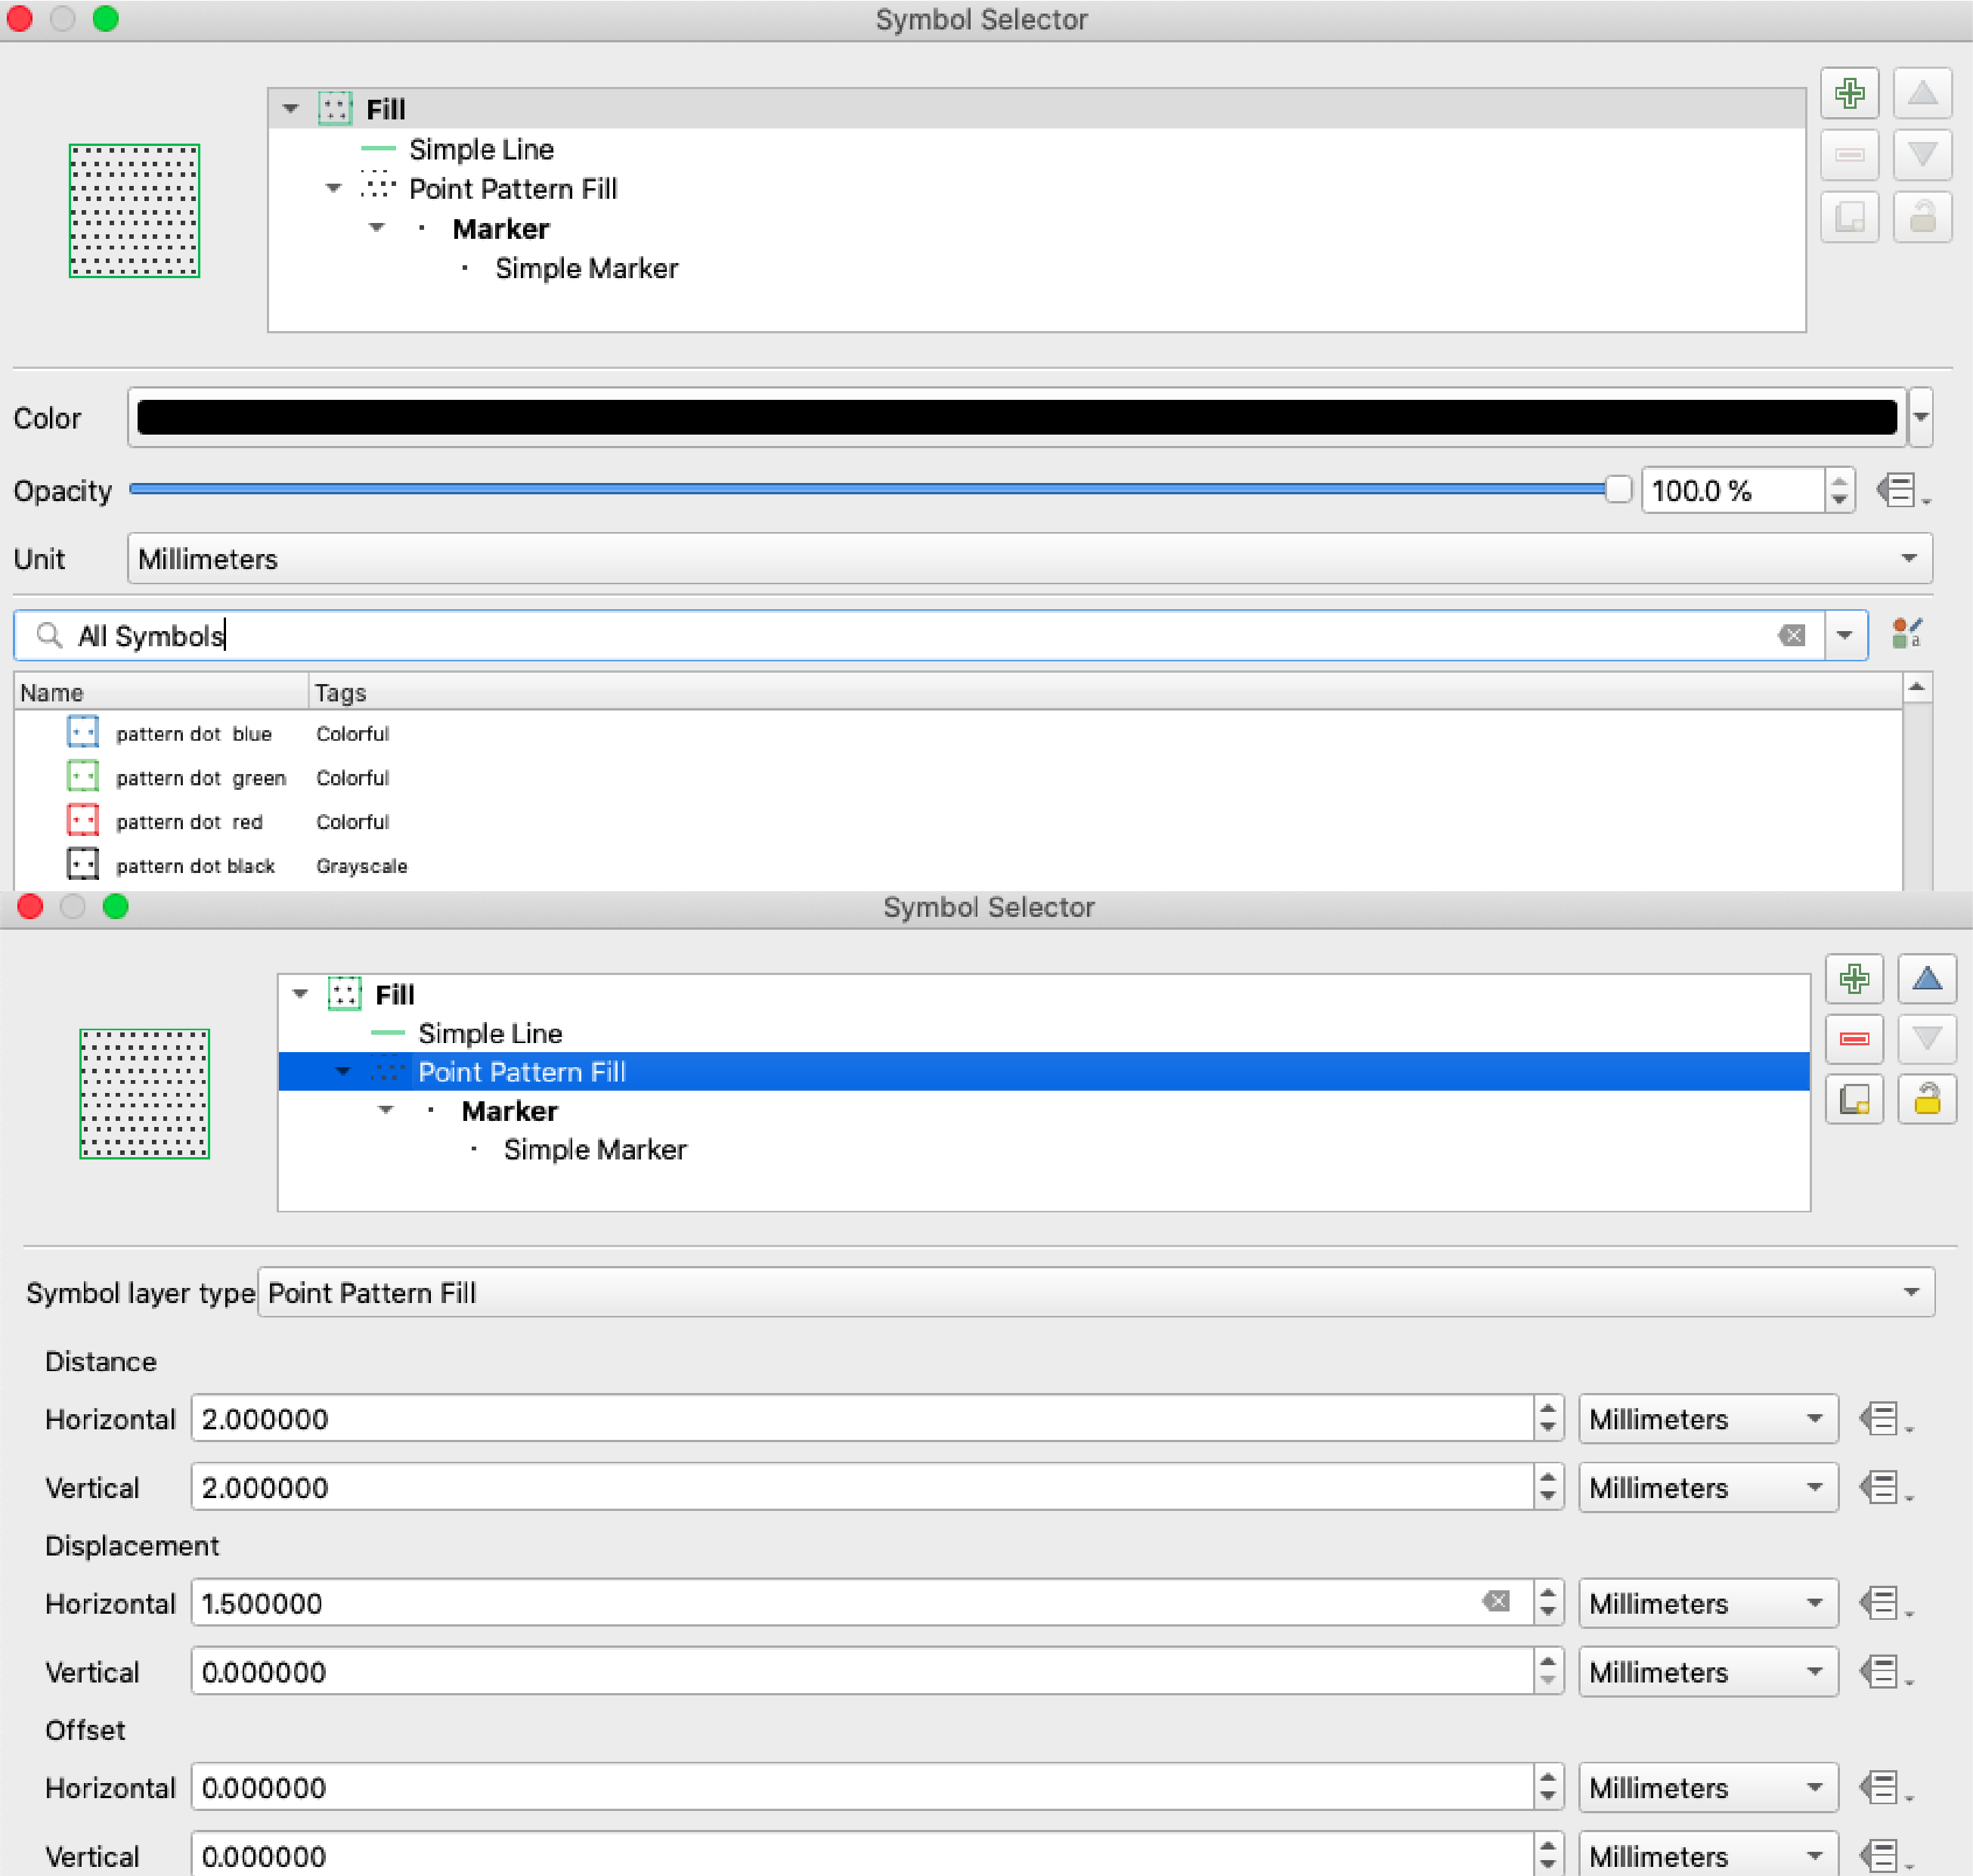 Symbol Selector
Fill
Simple Line
Point Pattern Fill
Marker
Simple Marker
Color
Opacity 100.0 %
Unit Millimeters
All Symbols
Name Tags
pattern dot blue Colorful
pattern dot green Colorful
pattern dot red Colorful
pattern dot black Grayscale
Symbol Selector
Fill
Simple Line
Point Pattern Fill
Marker
Simple Marker
Symbol layer type Point Pattern Fill
Distance
Horizontal 2.000000 Millimeters
Vertical 2.000000 Millimeters
Displacement
Horizontal 1.500000 Millimeters
Vertical 0.000000 Millimeters
Offset
Horizontal 0.000000 Millimeters
Vertical 0.000000 Millimeters